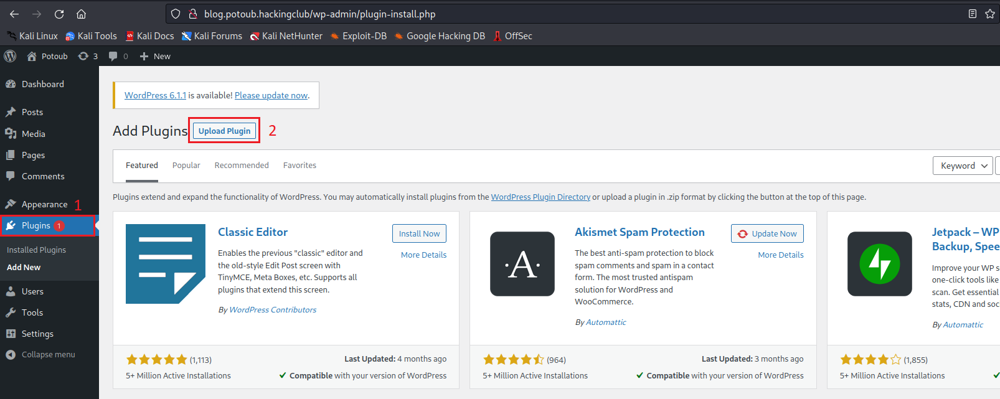 blog.potoub.hackingclub/wp-admin/plugin-install.php
Kali Linux Kali Tools Kali Docs Kali Forums Kali NetHunter Exploit-DB Google Hacking DB OffSec
Potoub 3 0 New
Dashboard
Posts
Media
Pages
Comments
Appearance 1
Plugins 1
Installed Plugins
Add New
Users
Tools
Settings
Collapse menu
WordPress 6.1.1 is available! Please update now.
Add Plugins Upload Plugin 2
Featured Popular Recommended Favorites Keyword
Plugins extend and expand the functionality of WordPress. You may automatically install plugins from the WordPress Plugin Directory or upload a plugin in .zip format by clicking the button at the top of this page.
Classic Editor
Install Now
More Details
Enables the previous "classic" editor and
the old-style Edit Post screen with
TinyMCE, Meta Boxes, etc. Supports all
plugins that extend this screen.
By WordPress Contributors
(1,113)
5+ Million Active Installations
Last Updated: 4 months ago
Compatible with your version of WordPress
·A·
Akismet Spam Protection
Update Now
More Details
The best anti-spam protection to block
spam comments and spam in a contact
form. The most trusted antispam
solution for WordPress and
WooCommerce.
By Automattic
(964)
5+ Million Active Installations
Last Updated: 3 months ago
Compatible with your version of WordPress
Jetpack – WP
Backup, Spee
Improve your WP s
one-click tools like
scan. Get essential
stats, CDN and soc
By Automattic
(1,855)
5+ Million Active Installations